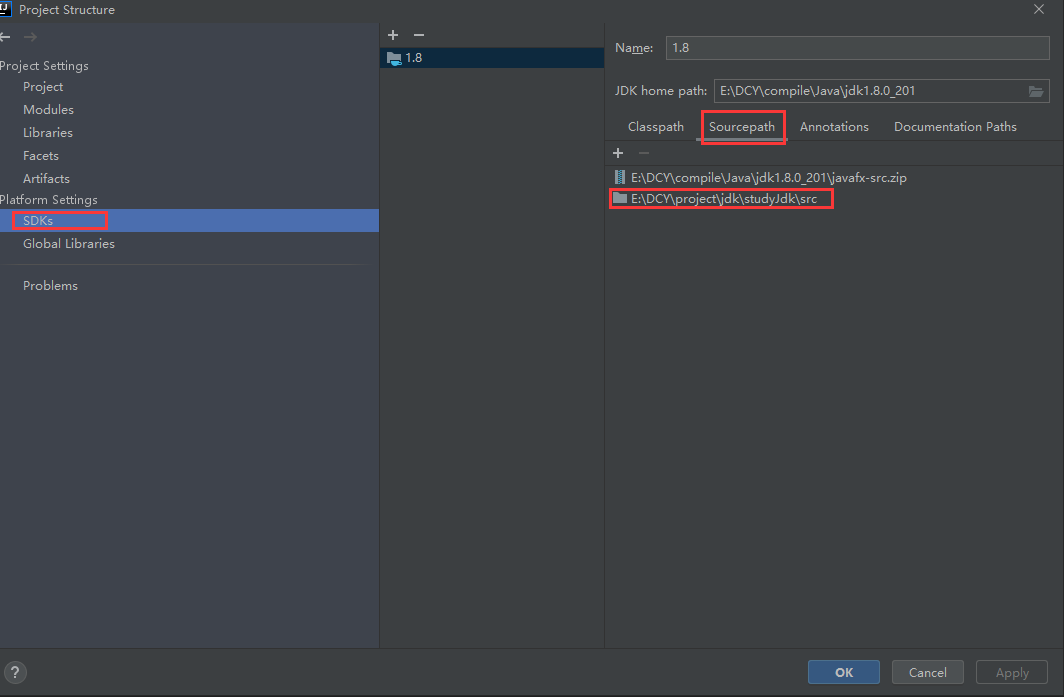 Project Structure
Project Settings
Project
Modules
Libraries
Facets
Artifacts
Platform Settings
SDKs
Global Libraries
Problems
1.8
Name: 1.8
JDK home path: E:\DCY\compile\Java\jdk1.8.0_201
Classpath Sourcepath Annotations Documentation Paths
E:\DCY\compile\Java\jdk1.8.0_201\javafx-src.zip
E:\DCY\project\jdk\studyJdk\src
? OK Cancel Apply